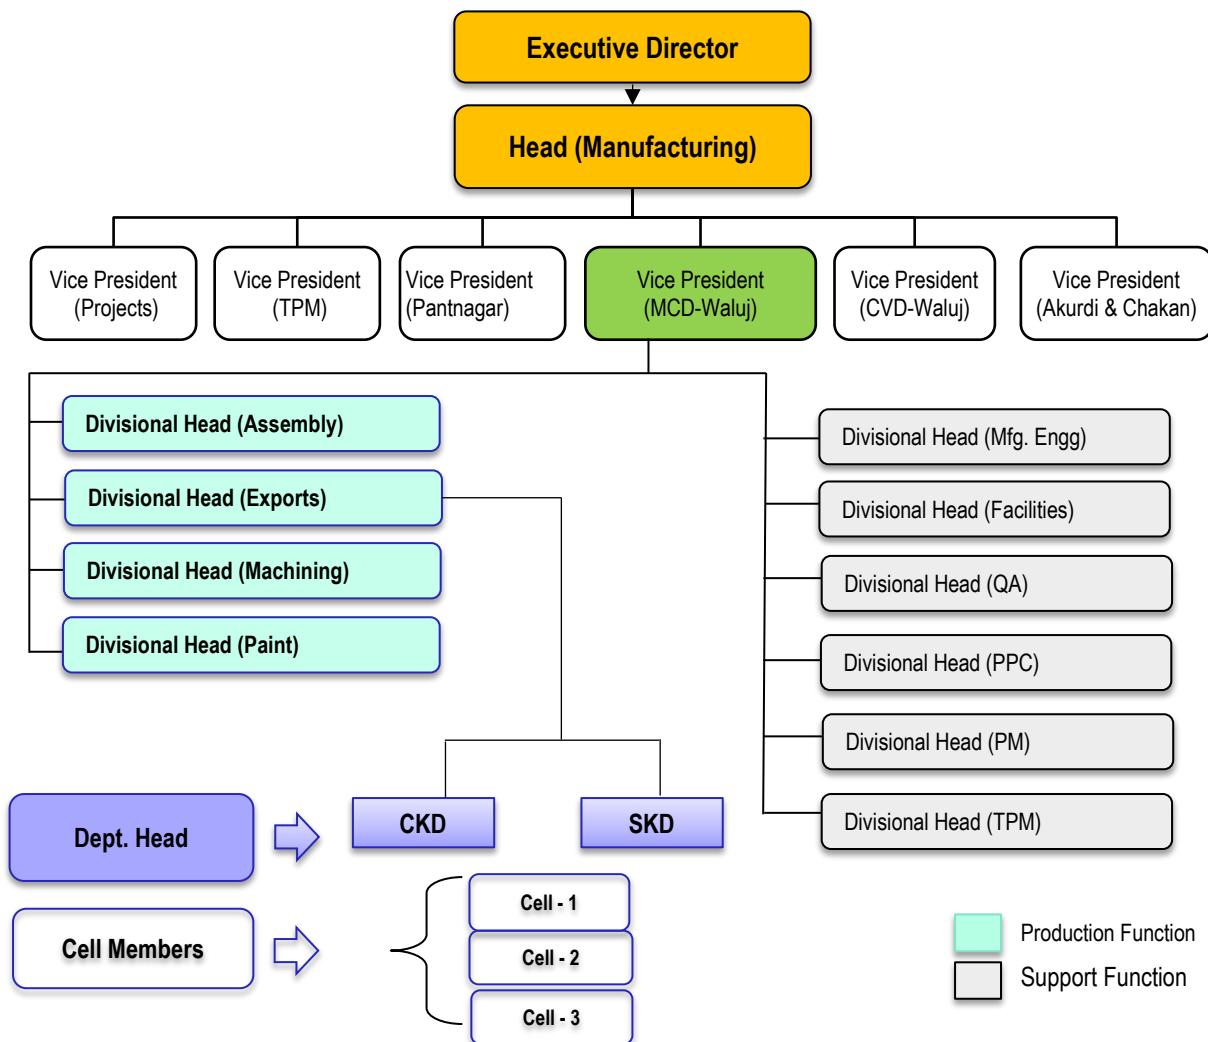 Executive Director
Head (Manufacturing)
Vice President
(Projects)
Vice President
(TPM)
Vice President
(Pantnagar)
Vice President
(MCD-Waluj)
Vice President
(CVD-Waluj)
Vice President
(Akurdi & Chakan)
Divisional Head (Assembly)
Divisional Head (Exports)
Divisional Head (Machining)
Divisional Head (Paint)
Divisional Head (Mfg. Engg)
Divisional Head (Facilities)
Divisional Head (QA)
Divisional Head (PPC)
Divisional Head (PM)
Divisional Head (TPM)
Dept. Head
CKD
SKD
Cell Members
Cell - 1
Cell - 2
Cell - 3
Production Function
Support Function